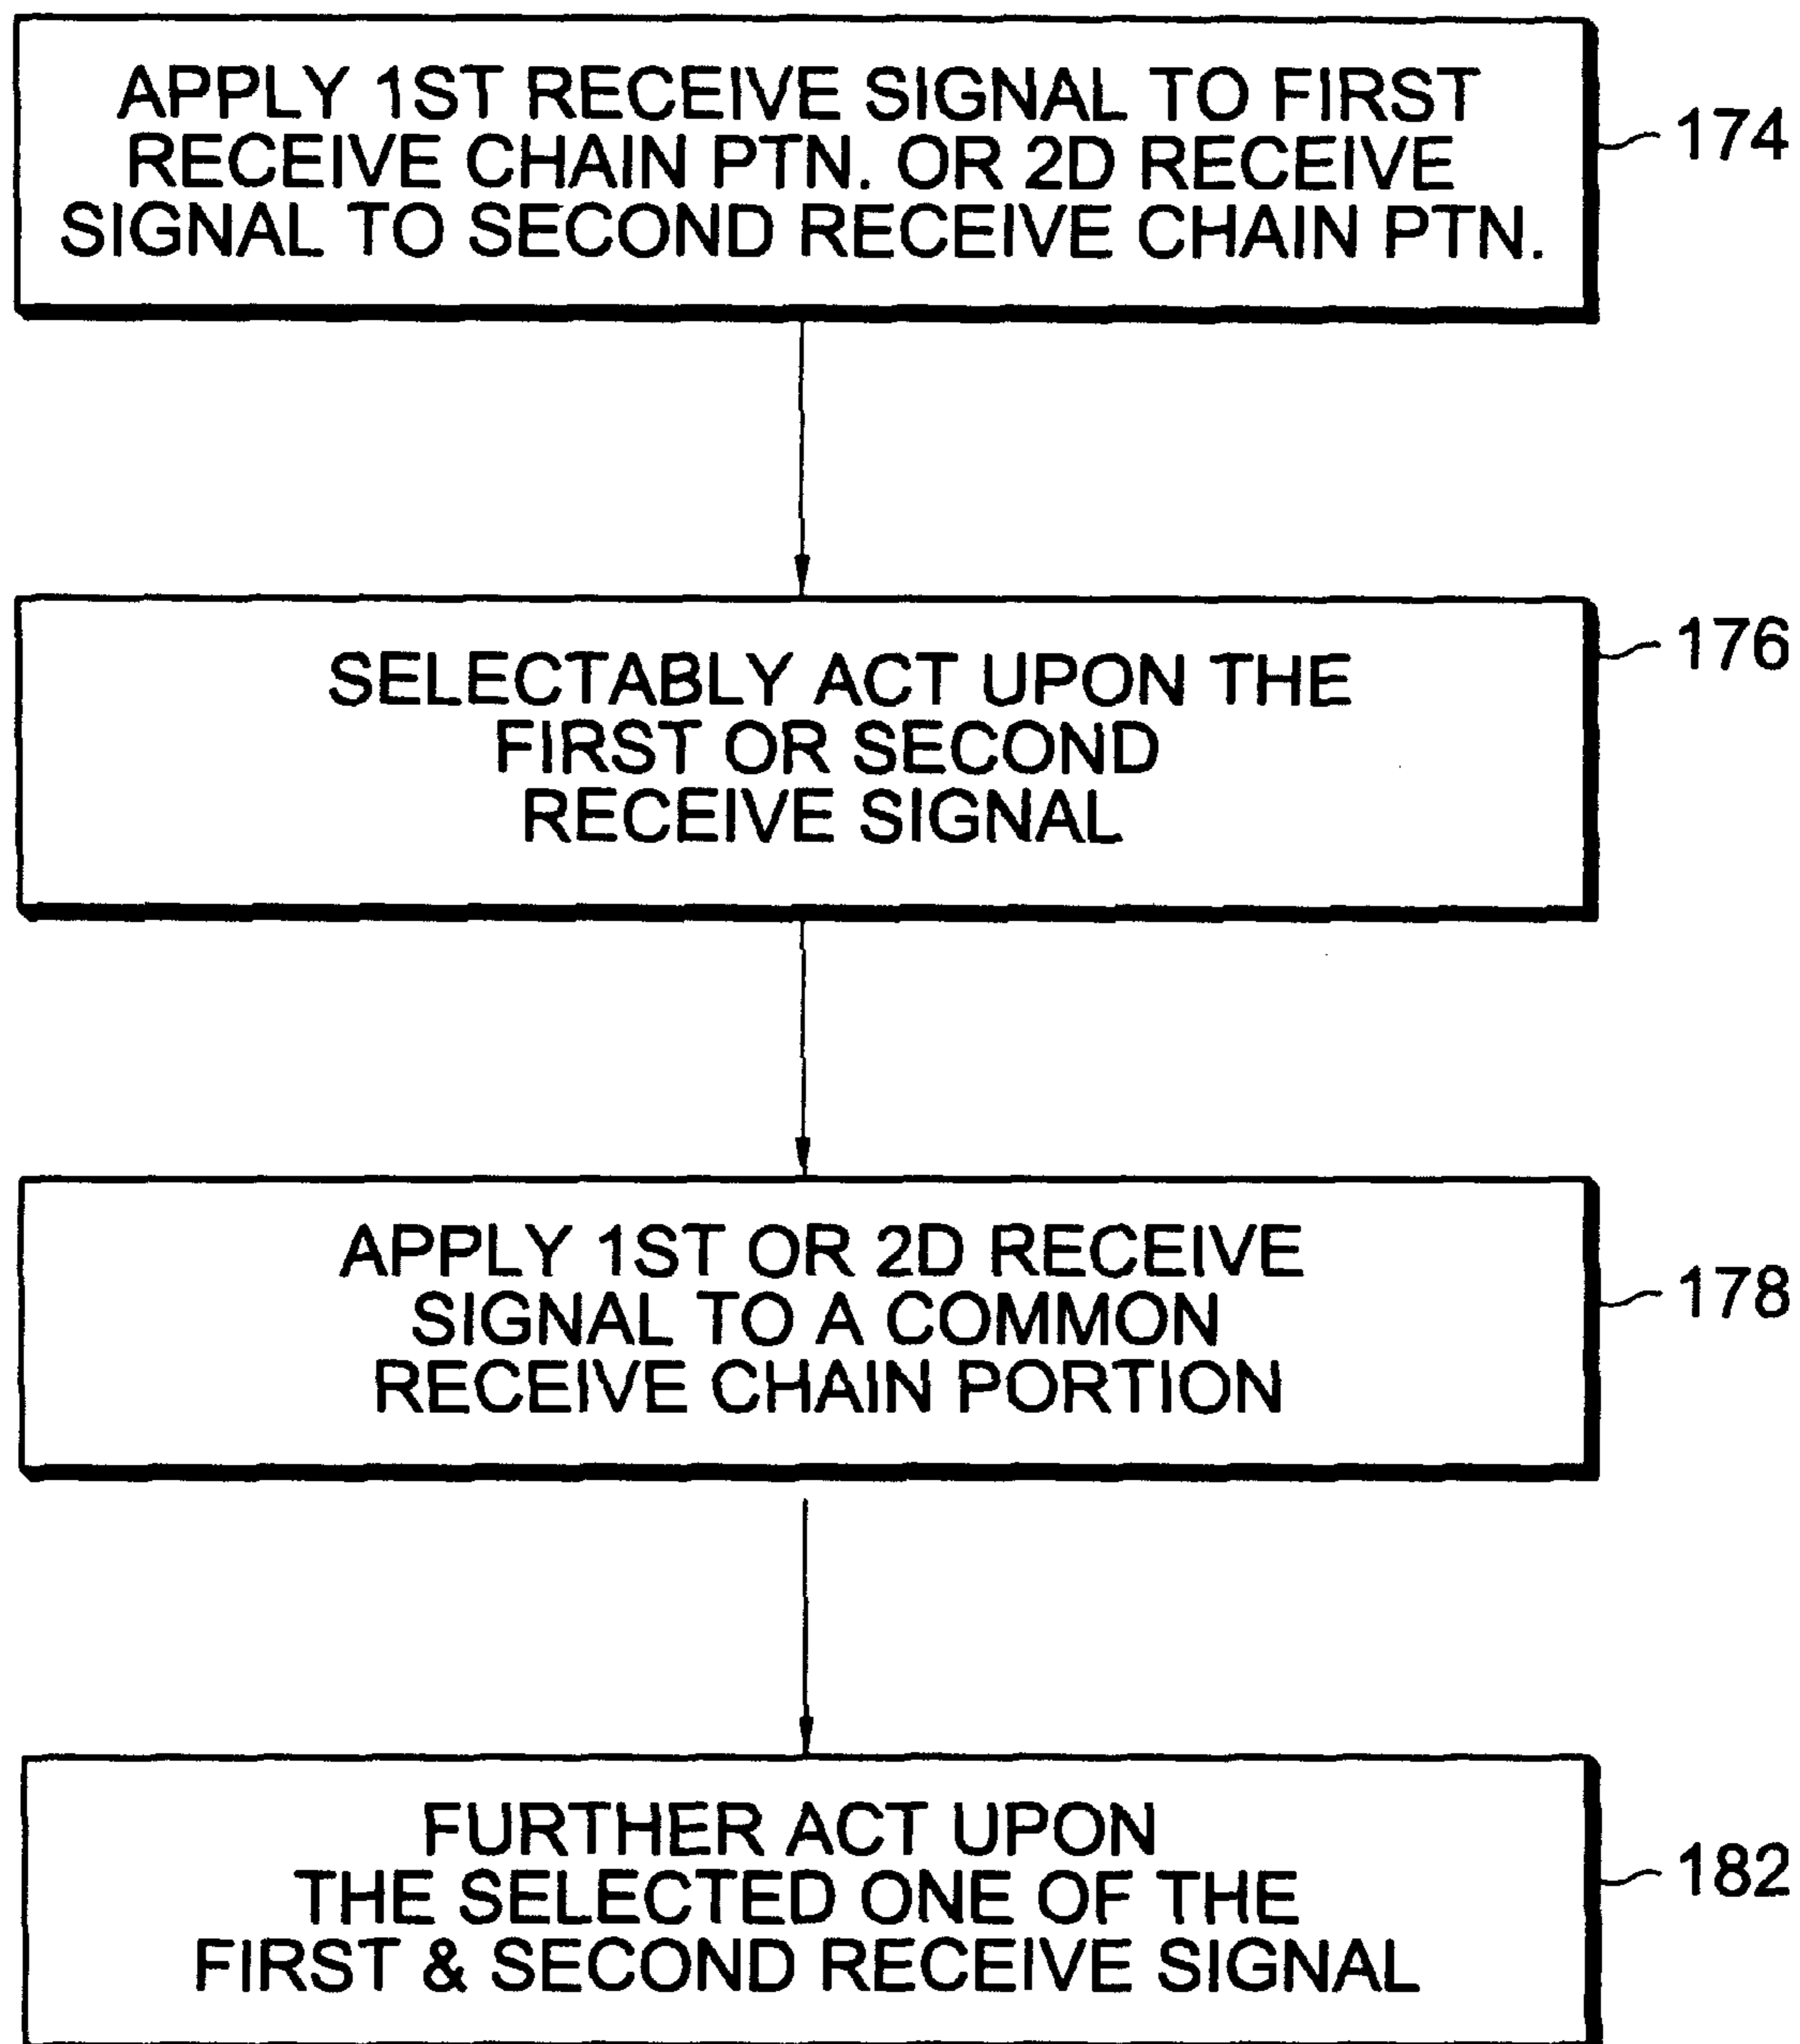 APPLY 1ST RECEIVE SIGNAL TO FIRST
RECEIVE CHAIN PTN. OR 2D RECEIVE
SIGNAL TO SECOND RECEIVE CHAIN PTN.
174
SELECTABLY ACT UPON THE
FIRST OR SECOND
RECEIVE SIGNAL
176
APPLY 1ST OR 2D RECEIVE
SIGNAL TO A COMMON
RECEIVE CHAIN PORTION
178
FURTHER ACT UPON
THE SELECTED ONE OF THE
FIRST & SECOND RECEIVE SIGNAL
182